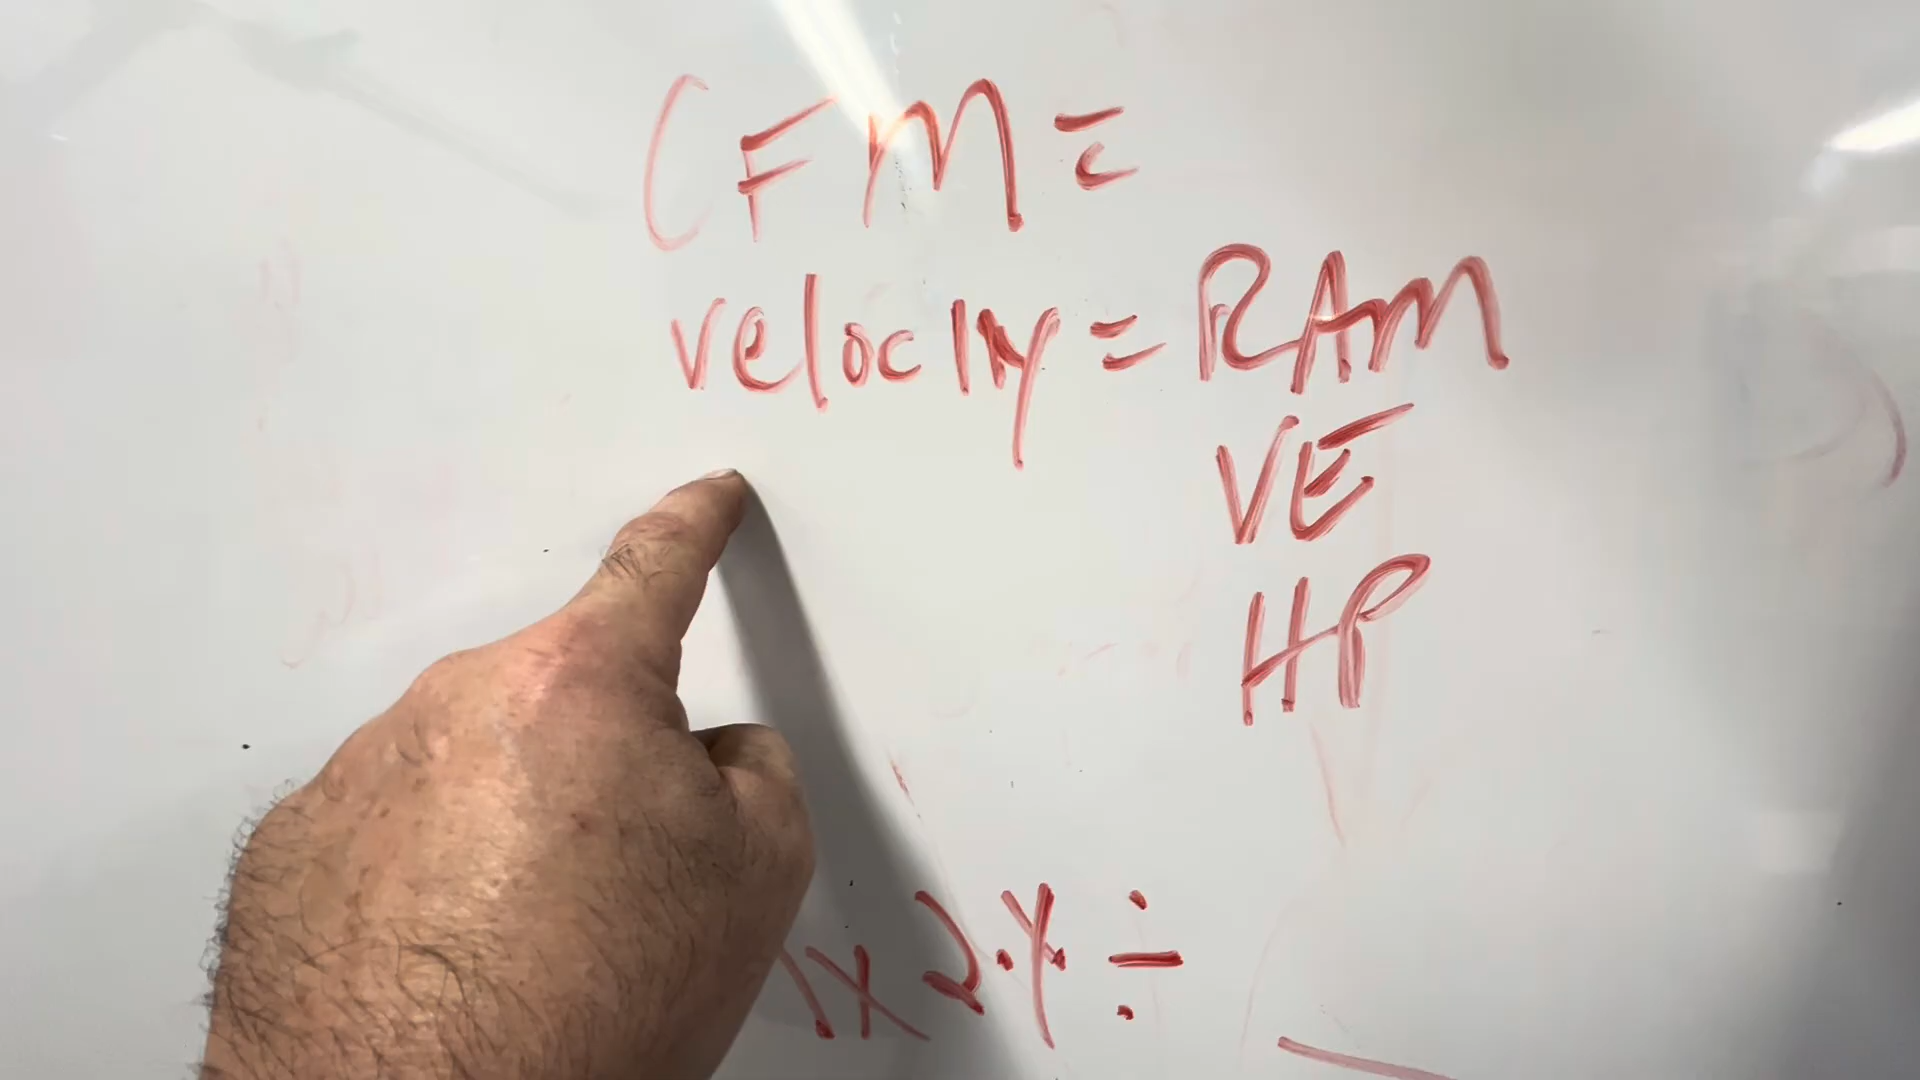 CFM =
velocity = RAM
VE
HP
x 2.4 ÷